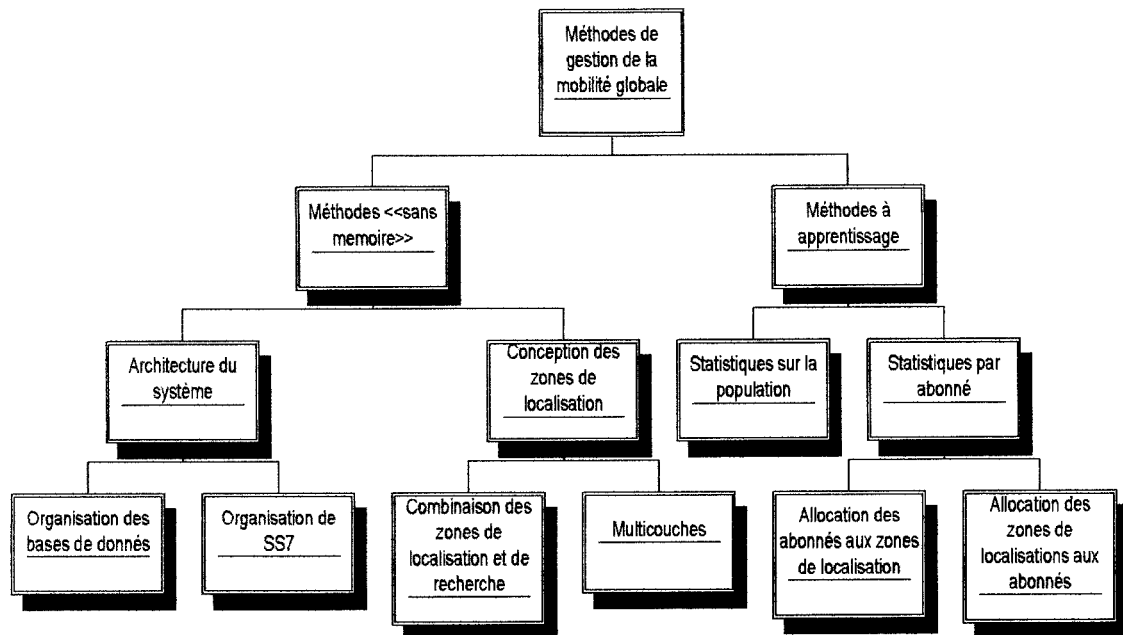 Méthodes de
gestion de la
mobilité globale
Méthodes <<sans
memoire>>
Méthodes à
apprentissage
Architecture du
système
Conception des
zones de
localisation
Statistiques sur la
population
Statistiques par
abonné
Organisation des
bases de donnés
Organisation de
SS7
Combinaison des
zones de
localisation et de
recherche
Multicouches
Allocation des
abonnés aux zones
de localisation
Allocation des
zones de
localisations aux
abonnés